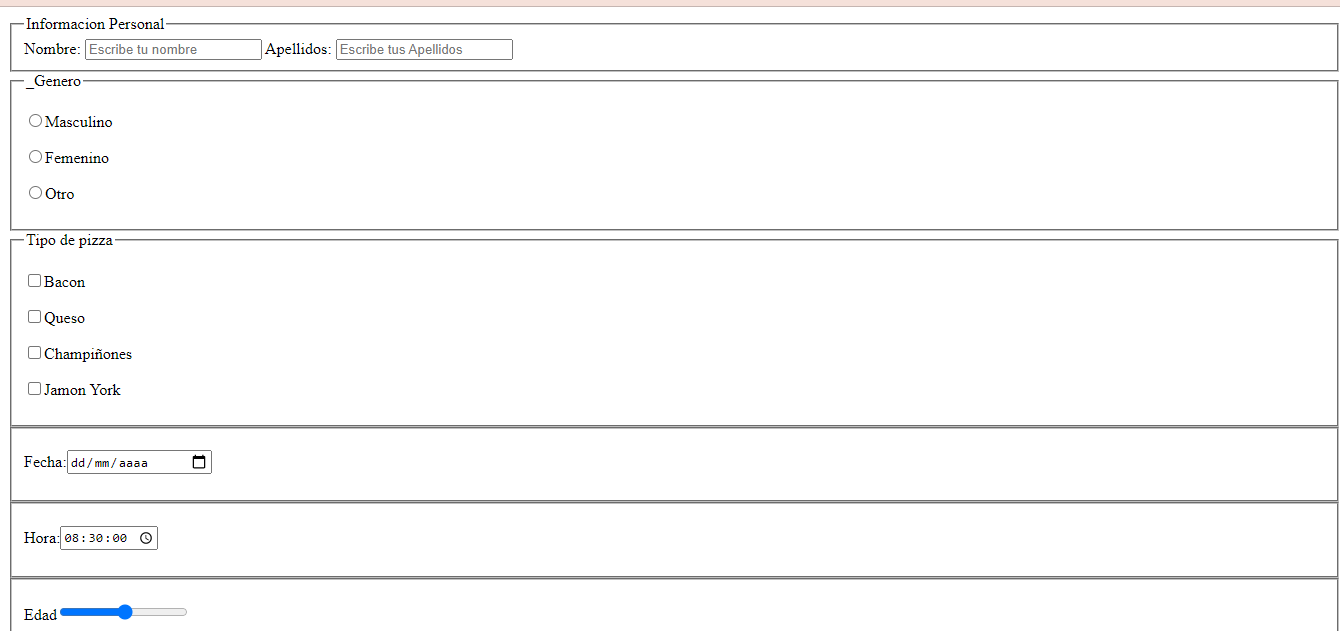 Informacion Personal
Nombre: Escribe tu nombre Apellidos: Escribe tus Apellidos
_Genero
Masculino
Femenino
Otro
Tipo de pizza
Bacon
Queso
Champiñones
Jamon York
Fecha: dd/mm/aaaa
Hora: 08:30:00
Edad